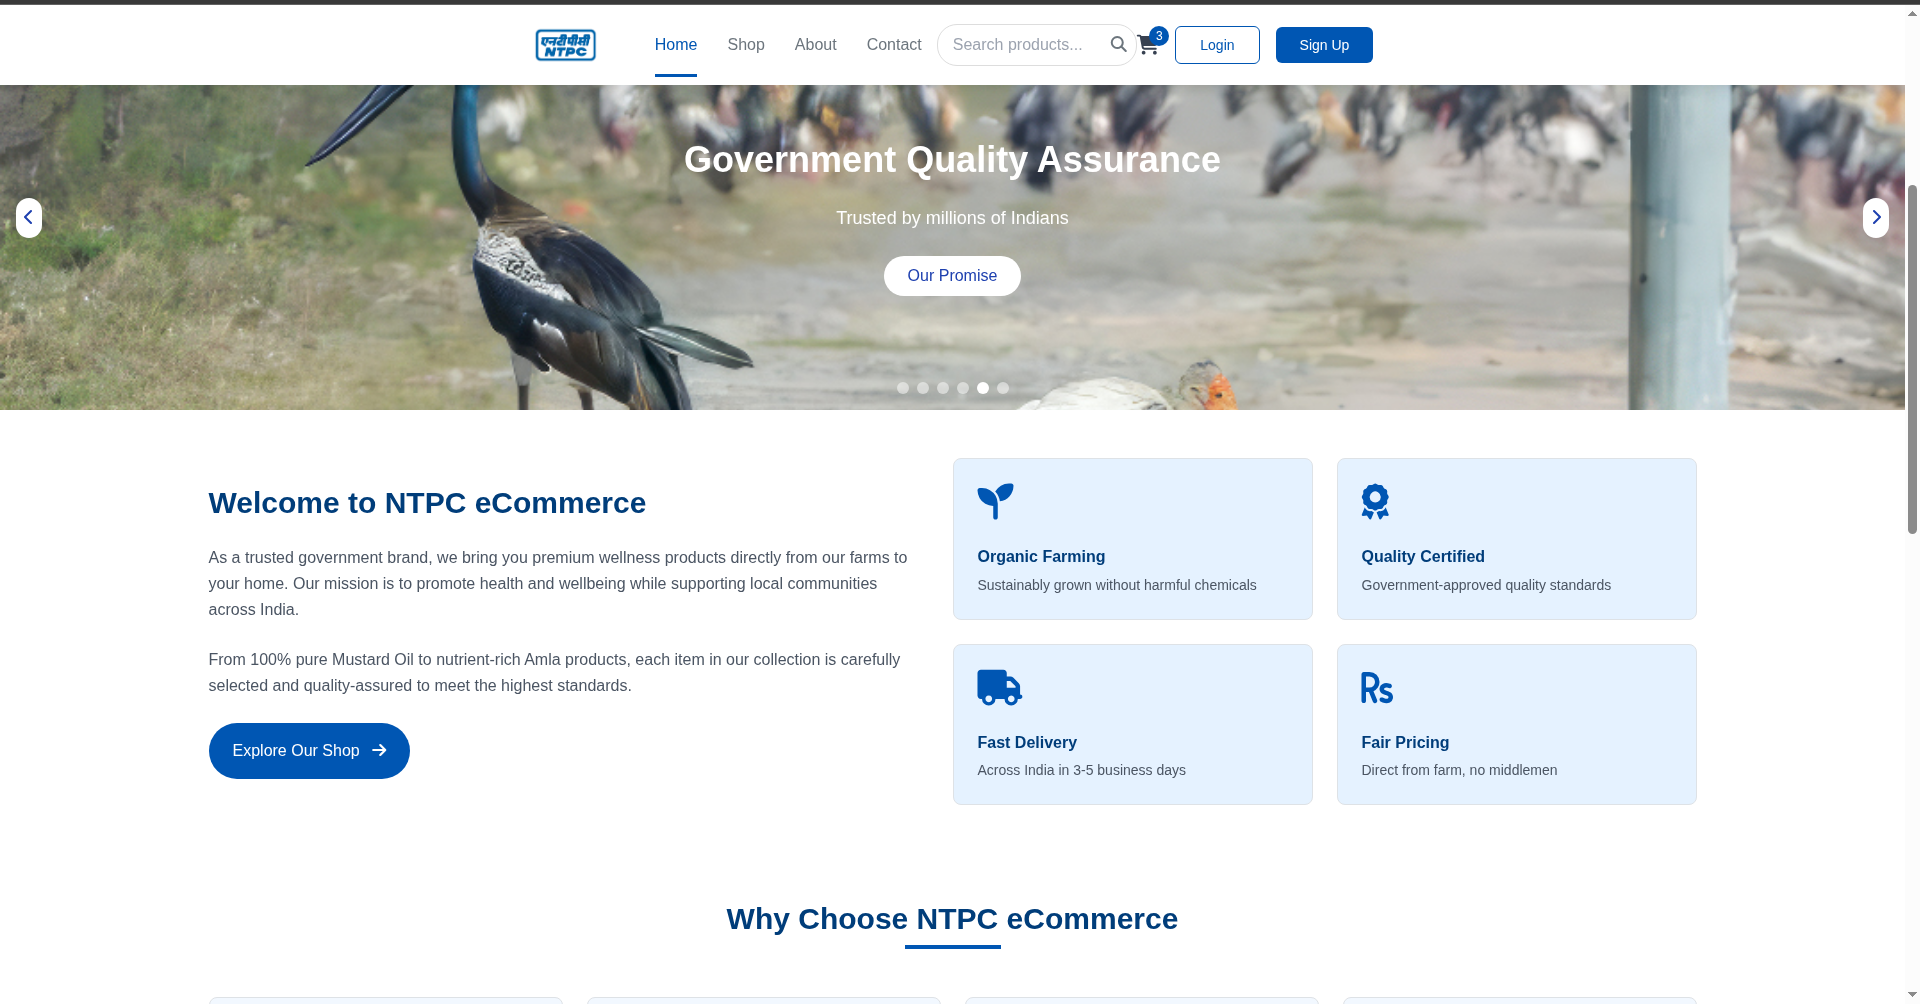 एनटीपीसी
NTPC
Home
Shop
About
Contact
Search products...
3
Login
Sign Up
Government Quality Assurance
Trusted by millions of Indians
Our Promise
Welcome to NTPC eCommerce
As a trusted government brand, we bring you premium wellness products directly from our farms to
your home. Our mission is to promote health and wellbeing while supporting local communities
across India.
From 100% pure Mustard Oil to nutrient-rich Amla products, each item in our collection is carefully
selected and quality-assured to meet the highest standards.
Explore Our Shop
Organic Farming
Sustainably grown without harmful chemicals
Quality Certified
Government-approved quality standards
Fast Delivery
Across India in 3-5 business days
Rs
Fair Pricing
Direct from farm, no middlemen
Why Choose NTPC eCommerce